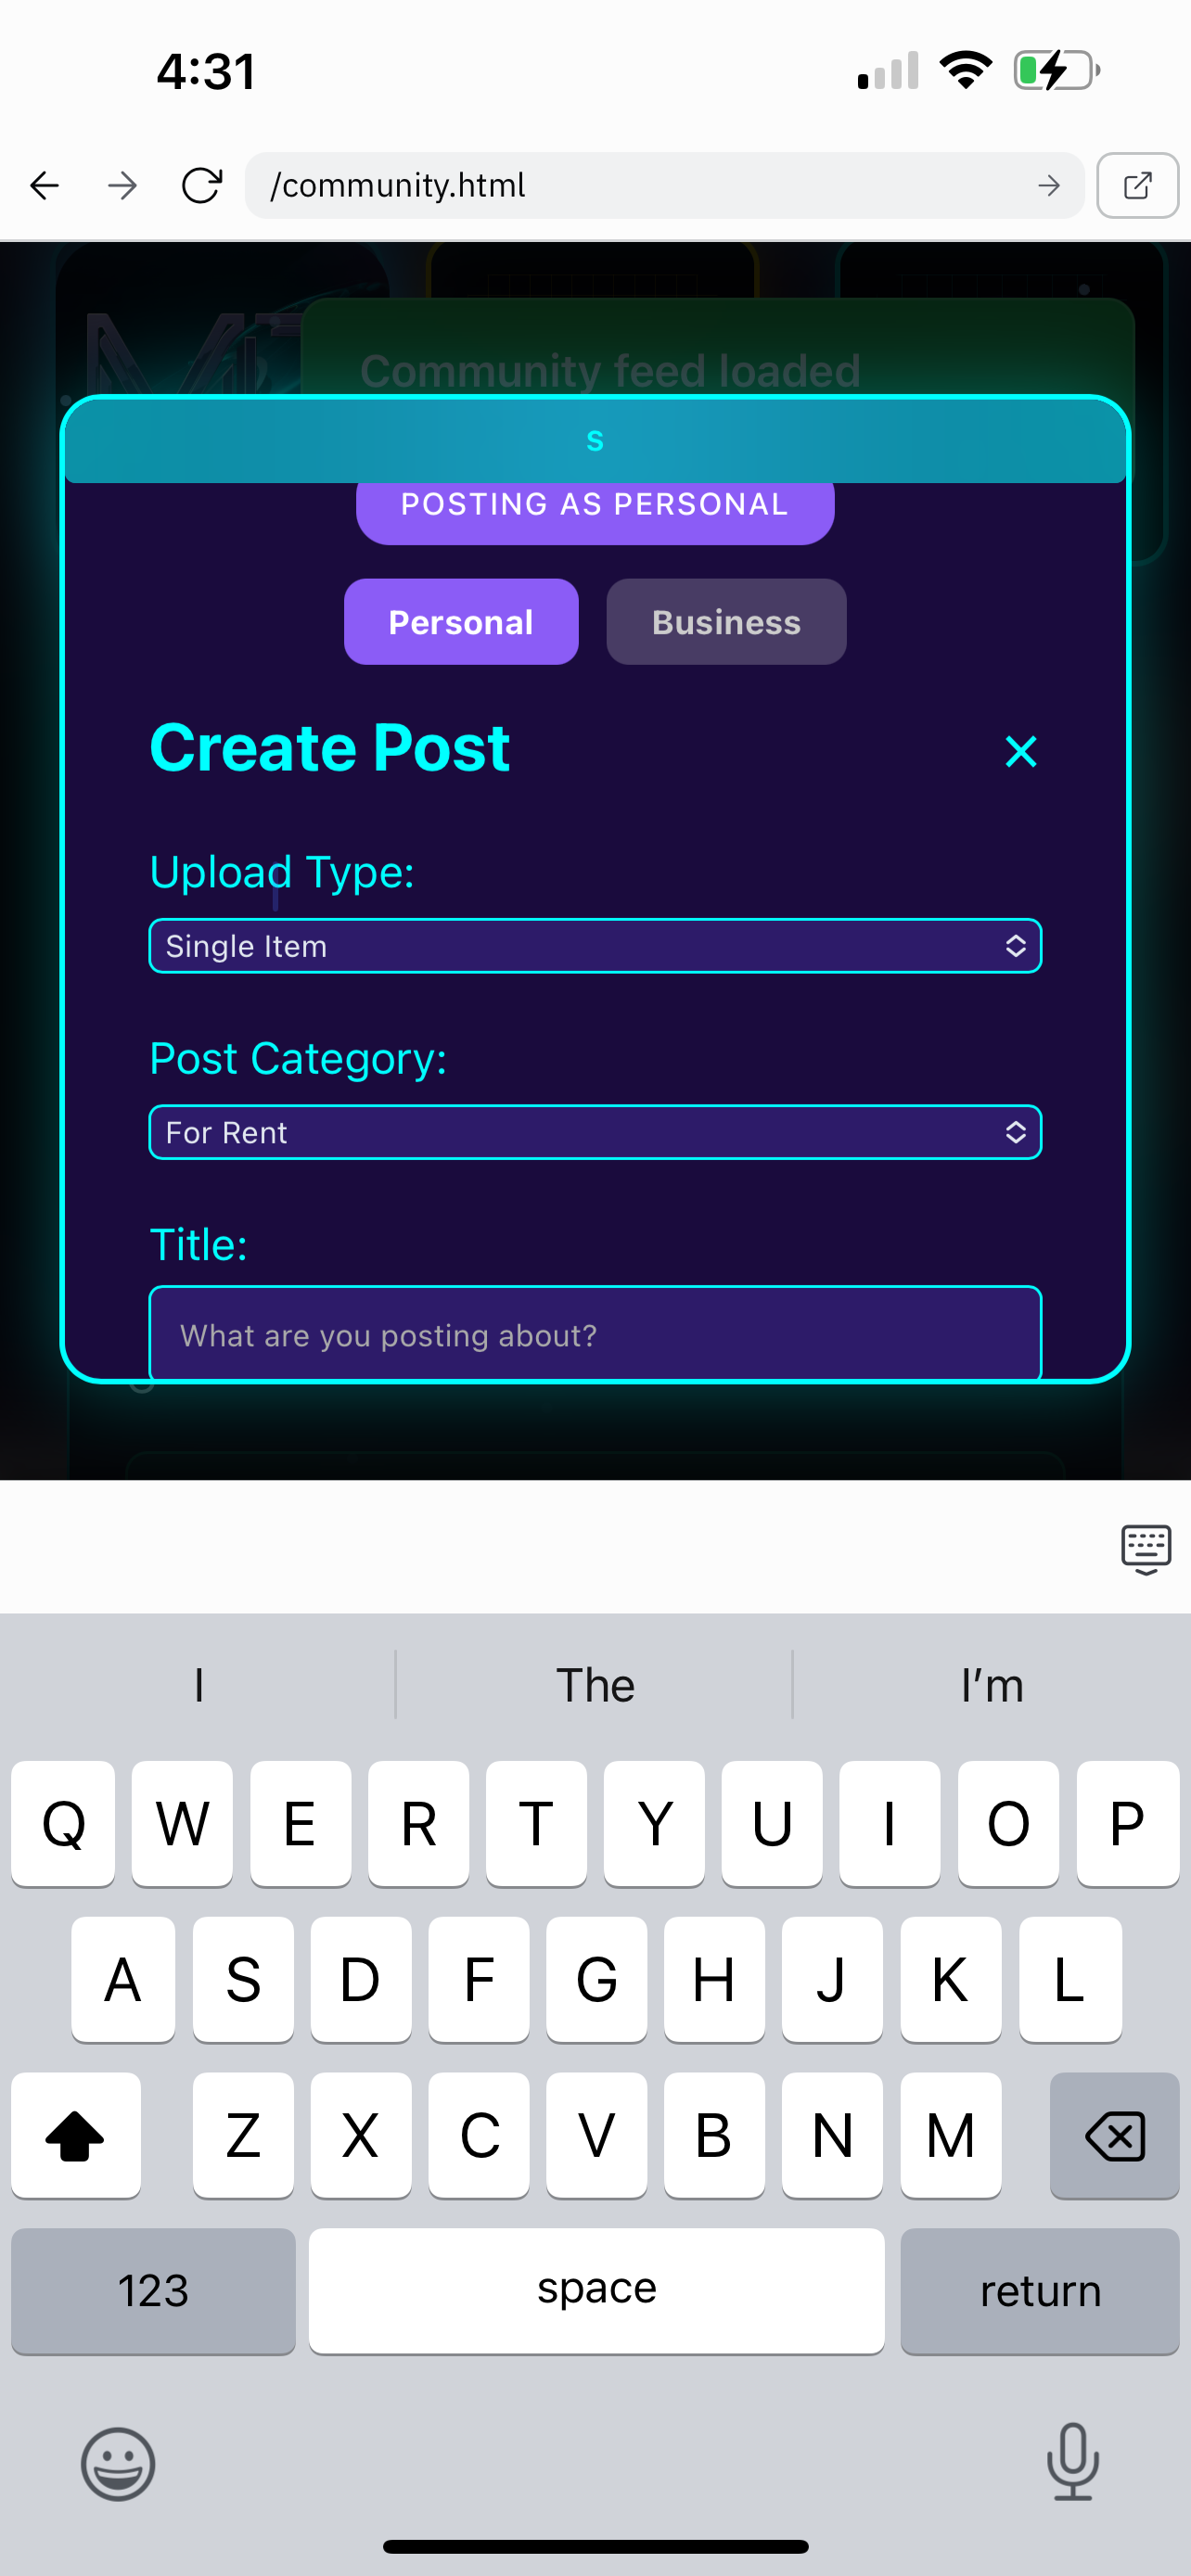 4:31
/community.html
Community feed loaded
s
POSTING AS PERSONAL
Personal Business
Create Post
Upload Type:
Single Item
Post Category:
For Rent
Title:
What are you posting about?
I The I’m
Q W E R T Y U I O P
A S D F G H J K L
Z X C V B N M
123 space return